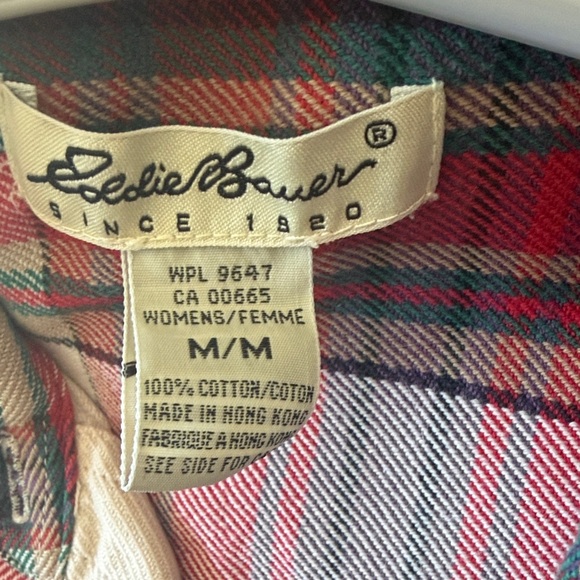 Eddie Bauer ®
SINCE 1920
WPL 9647
CA 00665
WOMENS/FEMME
M/M
100% COTTON/COTON
MADE IN HONG KONG
FABRIQUE A HONG KONG
SEE SIDE FOR